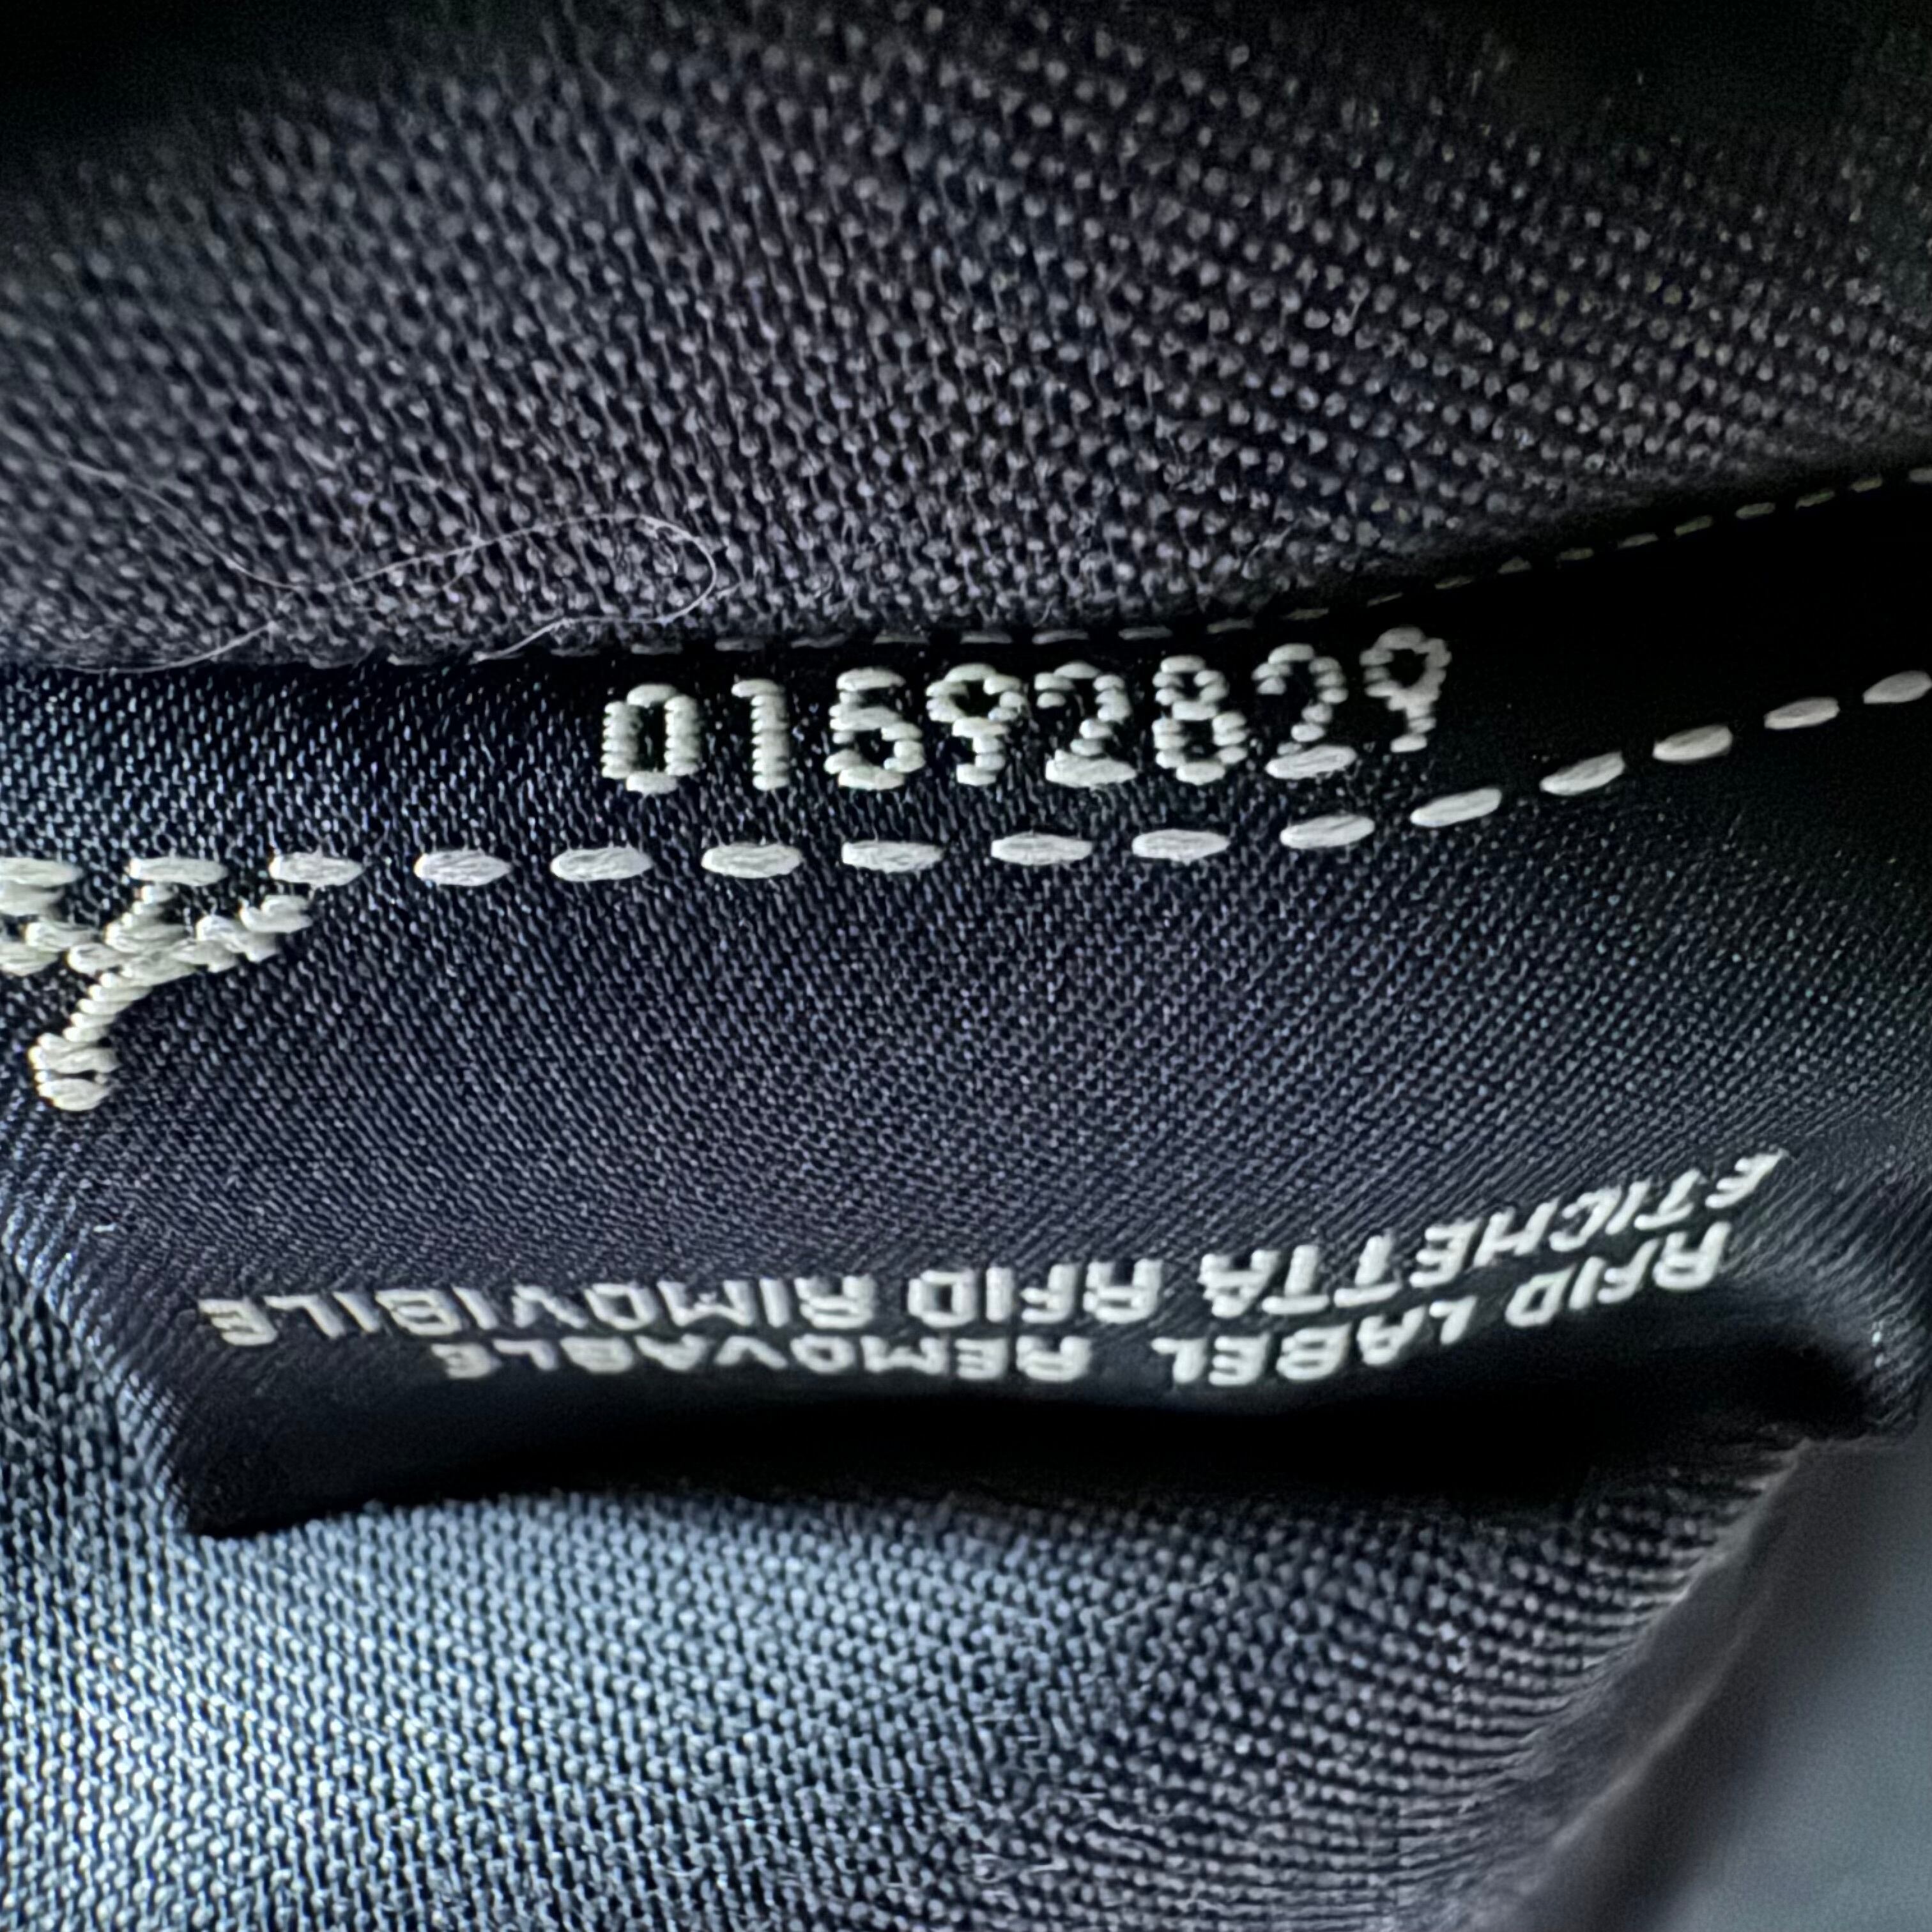 01592829
RFID LABEL REMOVABLE
ETICHETTA RFID RIMOVIBILE